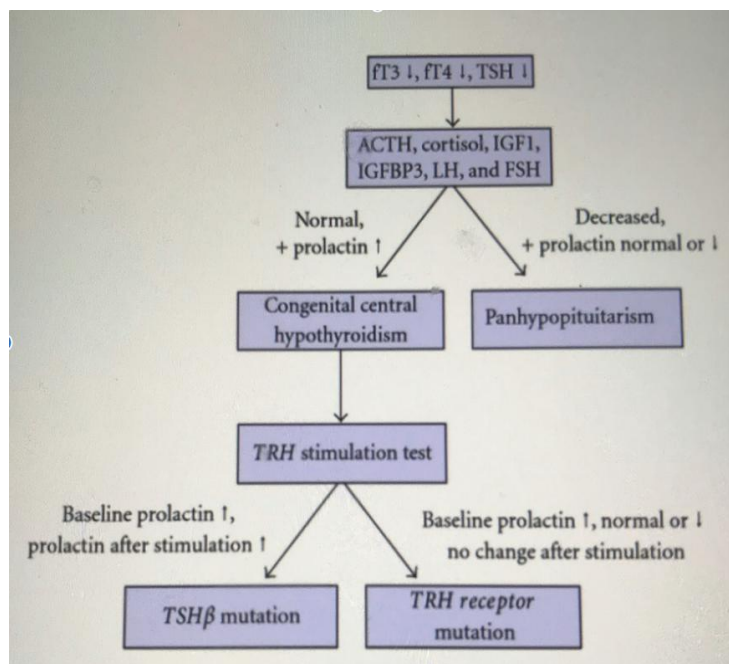 fT3 ↓, fT4 ↓, TSH ↓
ACTH, cortisol, IGF1,
IGFBP3, LH, and FSH
Normal,
+ prolactin ↑
Decreased,
+ prolactin normal or ↓
Congenital central
hypothyroidism
Panhypopituitarism
TRH stimulation test
Baseline prolactin ↑,
prolactin after stimulation ↑
Baseline prolactin ↑, normal or ↓
no change after stimulation
TSHβ mutation
TRH receptor
mutation